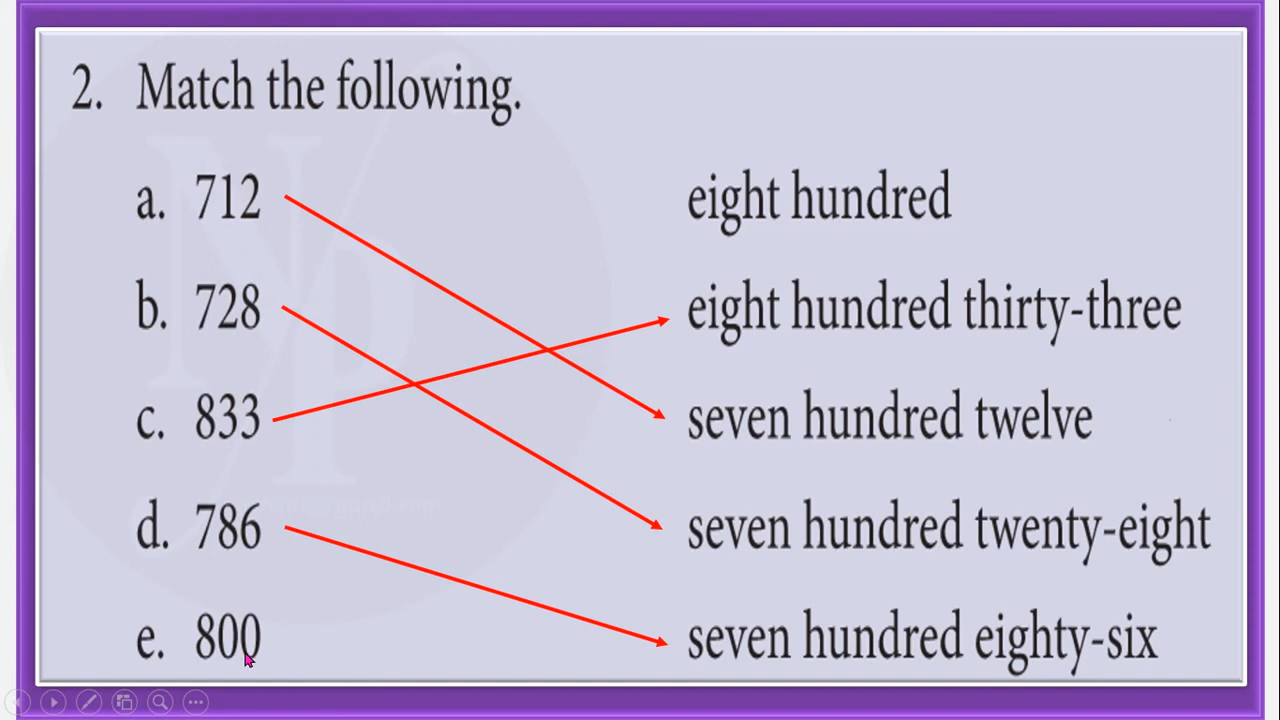 2. Match the following.
a. 712 eight hundred
b. 728 eight hundred thirty-three
c. 833 seven hundred twelve
d. 786 seven hundred twenty-eight
e. 800 seven hundred eighty-six